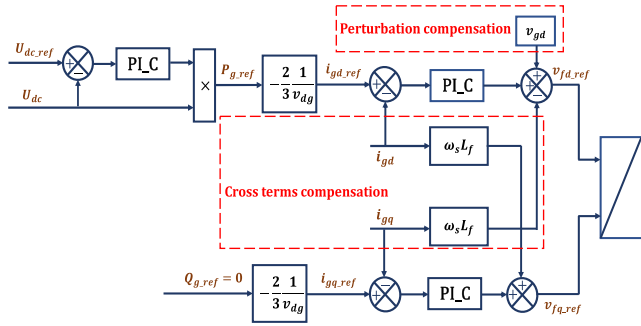 Perturbation compensation
v_gd
U_dc_ref
PI_C
×
P_g_ref
-2/3 1/v_dg
i_gd_ref
PI_C
v_fd_ref
U_dc
i_gd
ω_s L_f
Cross terms compensation
i_gq
ω_s L_f
Q_g_ref = 0
-2/3 1/v_dg
i_gq_ref
PI_C
v_fq_ref